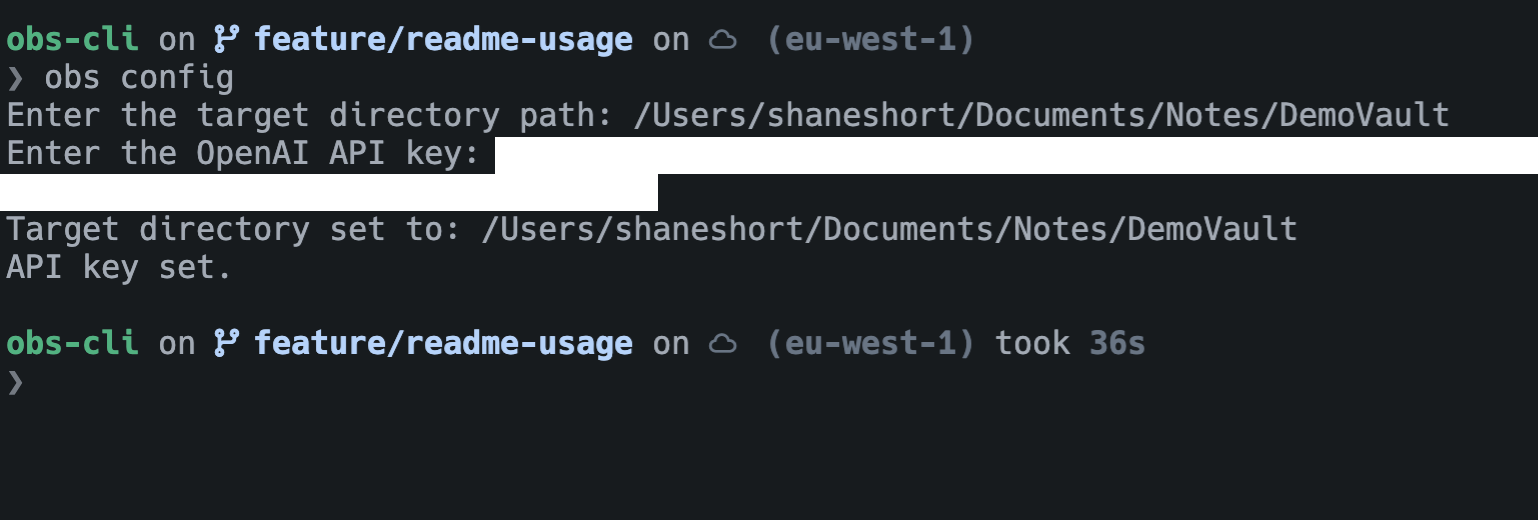 obs-cli on feature/readme-usage on (eu-west-1)
❯ obs config
Enter the target directory path: /Users/shaneshort/Documents/Notes/DemoVault
Enter the OpenAI API key:
Target directory set to: /Users/shaneshort/Documents/Notes/DemoVault
API key set.
obs-cli on feature/readme-usage on (eu-west-1) took 36s
❯